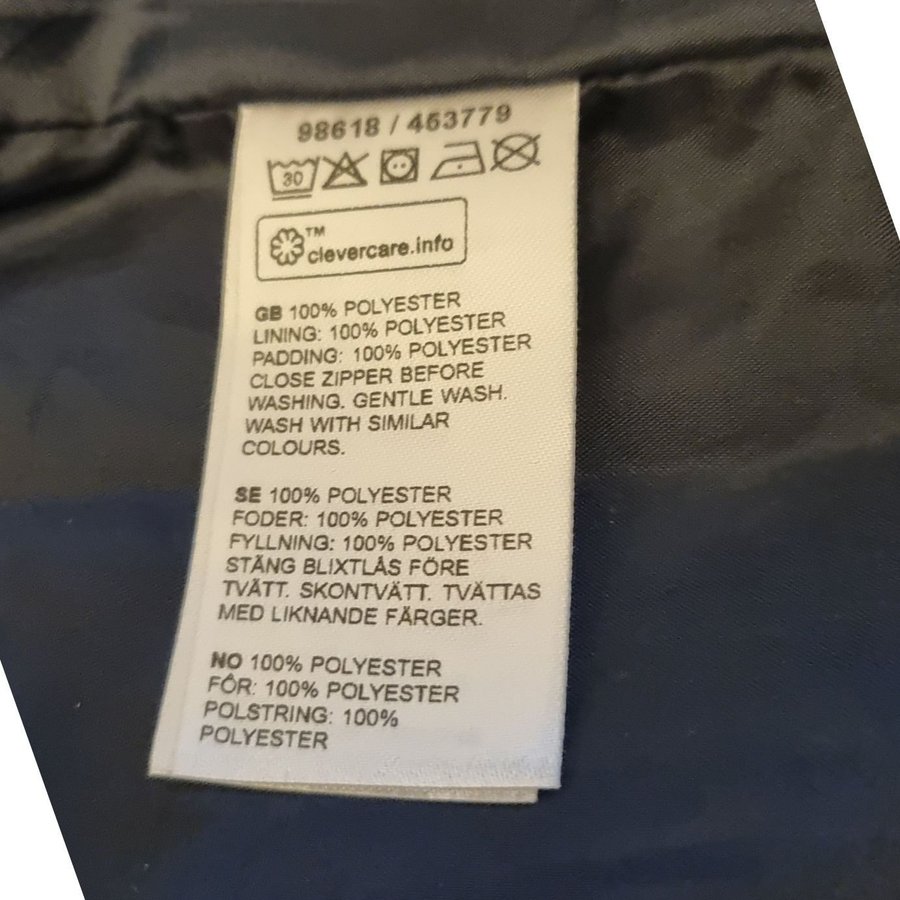 98618 / 463779
30
™
clevercare.info
GB 100% POLYESTER
LINING: 100% POLYESTER
PADDING: 100% POLYESTER
CLOSE ZIPPER BEFORE
WASHING. GENTLE WASH.
WASH WITH SIMILAR
COLOURS.
SE 100% POLYESTER
FODER: 100% POLYESTER
FYLLNING: 100% POLYESTER
STÄNG BLIXTLÅS FÖRE
TVÄTT. SKONTVÄTT. TVÄTTAS
MED LIKNANDE FÄRGER.
NO 100% POLYESTER
FÔR: 100% POLYESTER
POLSTRING: 100%
POLYESTER